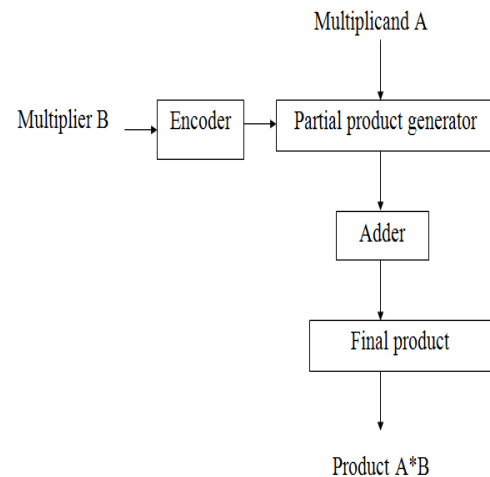 Multiplicand A
Multiplier B
Encoder
Partial product generator
Adder
Final product
Product A*B